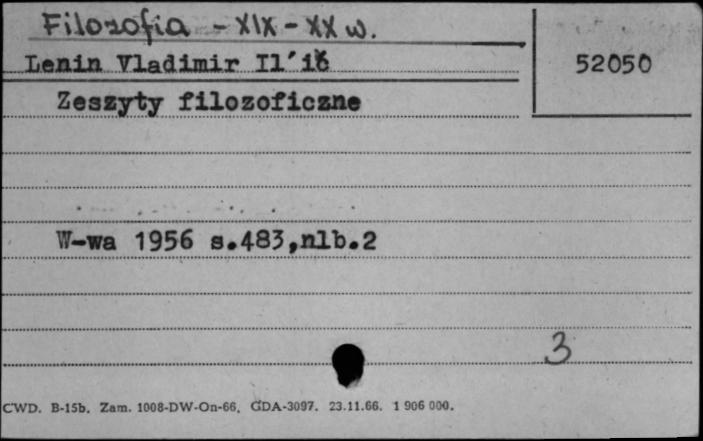 Filozofia - XIX - XX w.
Lenin Vladimir Il'ič
52050
Zeszyty filozoficzne
W-wa 1956 s.483,nlb.2
3
CWD. B-15b. Zam. 1008-DW-On-66. GDA-3097. 23.11.66. 1 906 000.